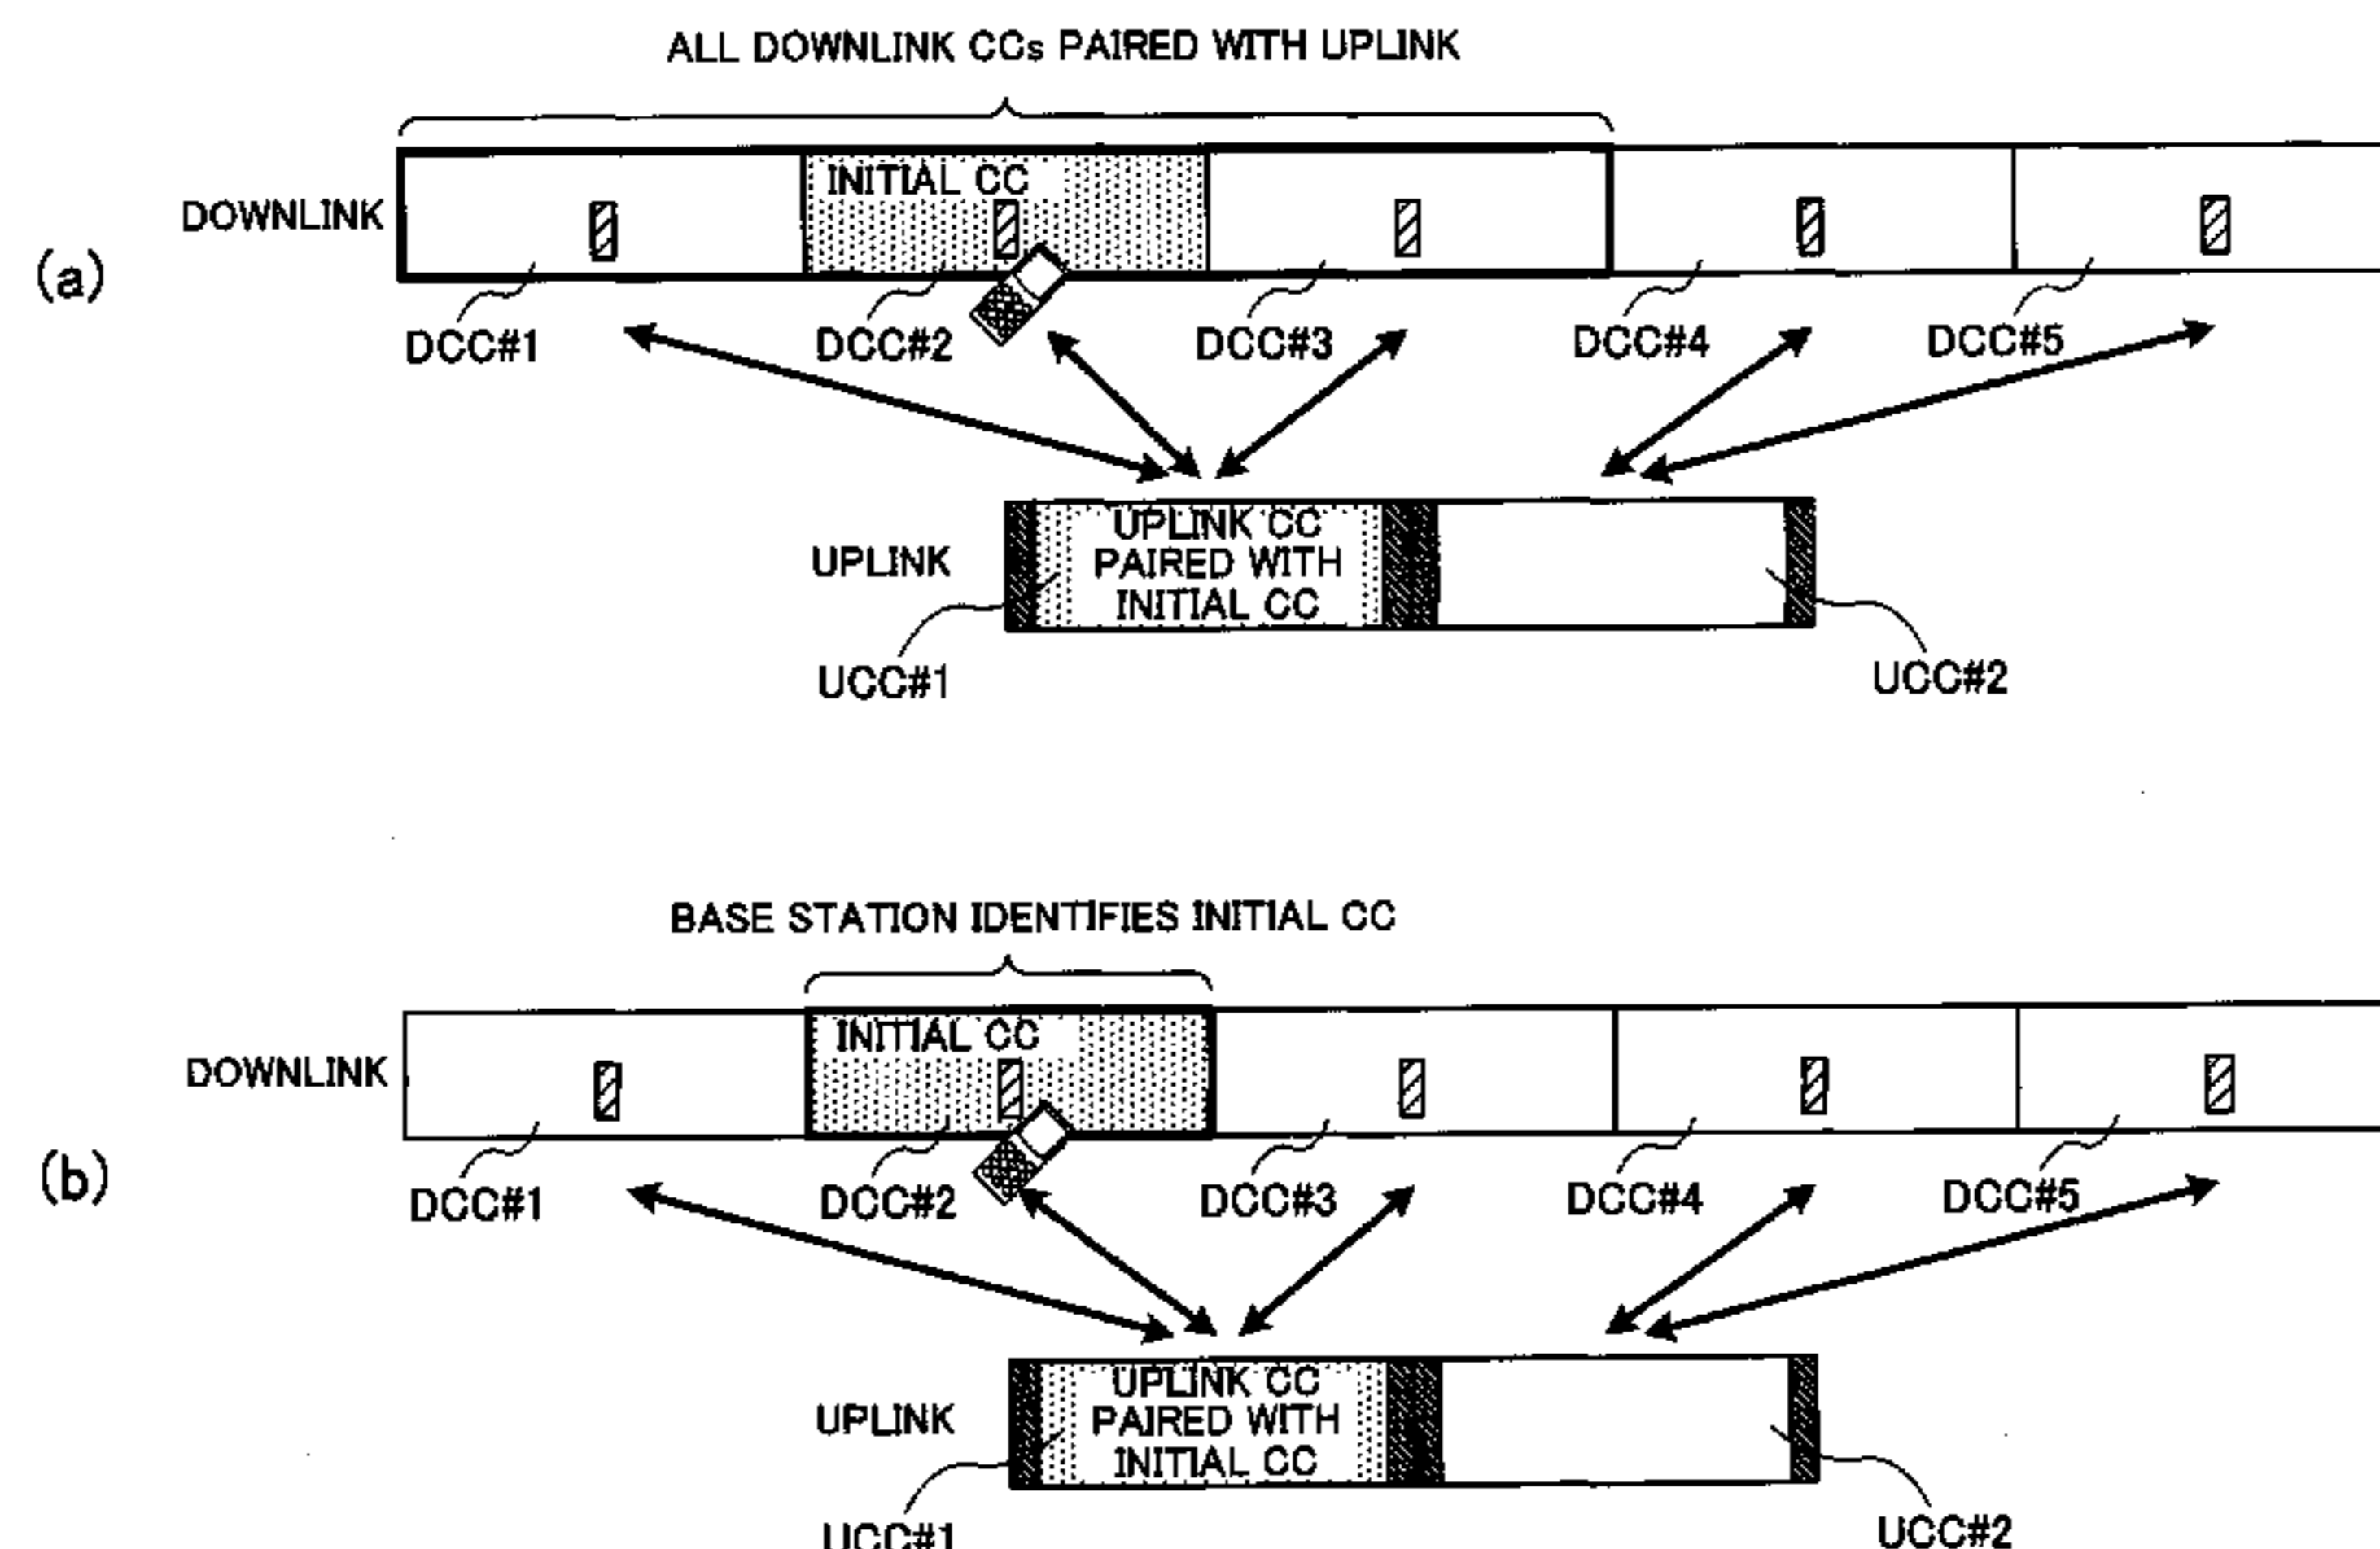 ALL DOWNLINK CCs PAIRED WITH UPLINK
INITIAL CC
DOWNLINK
(a)
DCC#1
DCC#2
DCC#3
DCC#4
DCC#5
UPLINK CC
PAIRED WITH
INITIAL CC
UPLINK
UCC#1
UCC#2
BASE STATION IDENTIFIES INITIAL CC
INITIAL CC
DOWNLINK
(b)
DCC#1
DCC#2
DCC#3
DCC#4
DCC#5
UPLINK CC
PAIRED WITH
INITIAL CC
UPLINK
UCC#1
UCC#2